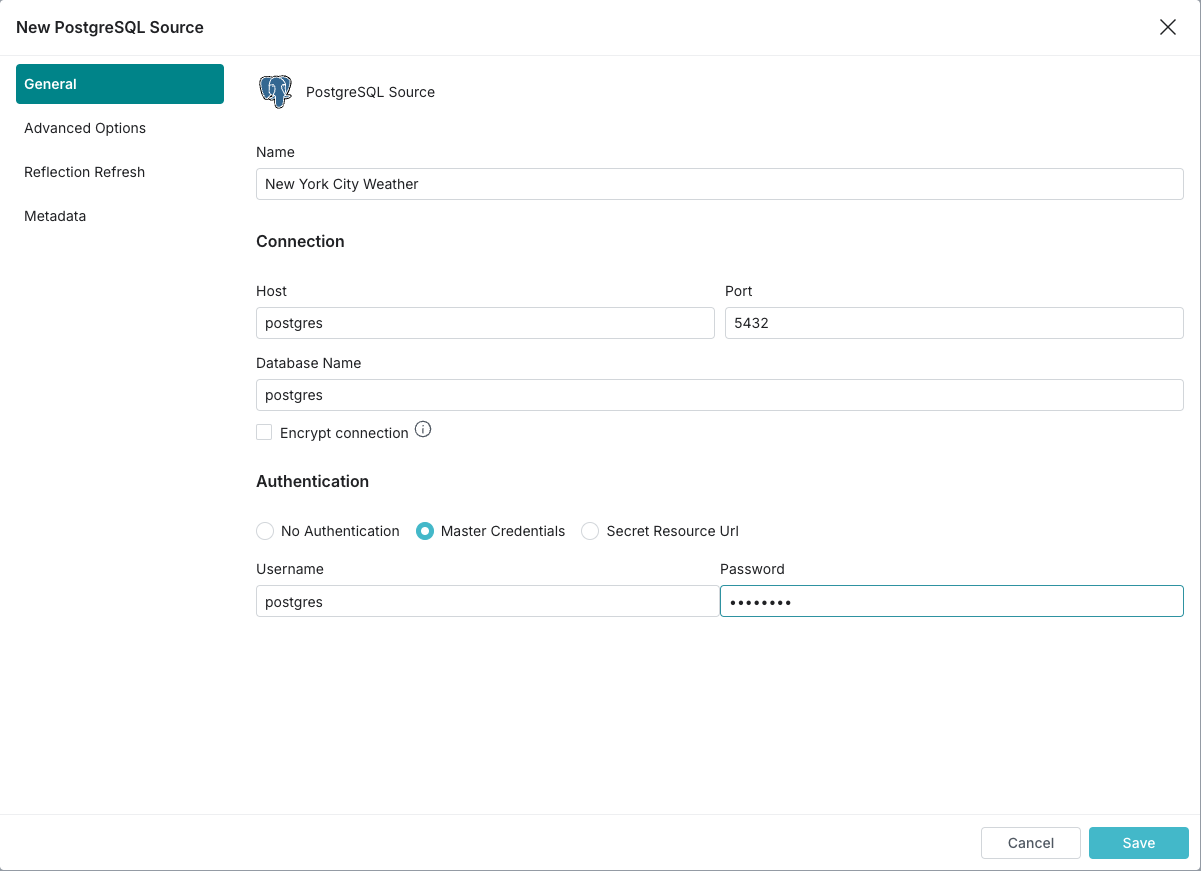 New PostgreSQL Source
General
Advanced Options
Reflection Refresh
Metadata
PostgreSQL Source
Name
New York City Weather
Connection
Host
Port
postgres
5432
Database Name
postgres
Encrypt connection
Authentication
No Authentication
Master Credentials
Secret Resource Url
Username
Password
postgres
••••••••
Cancel
Save